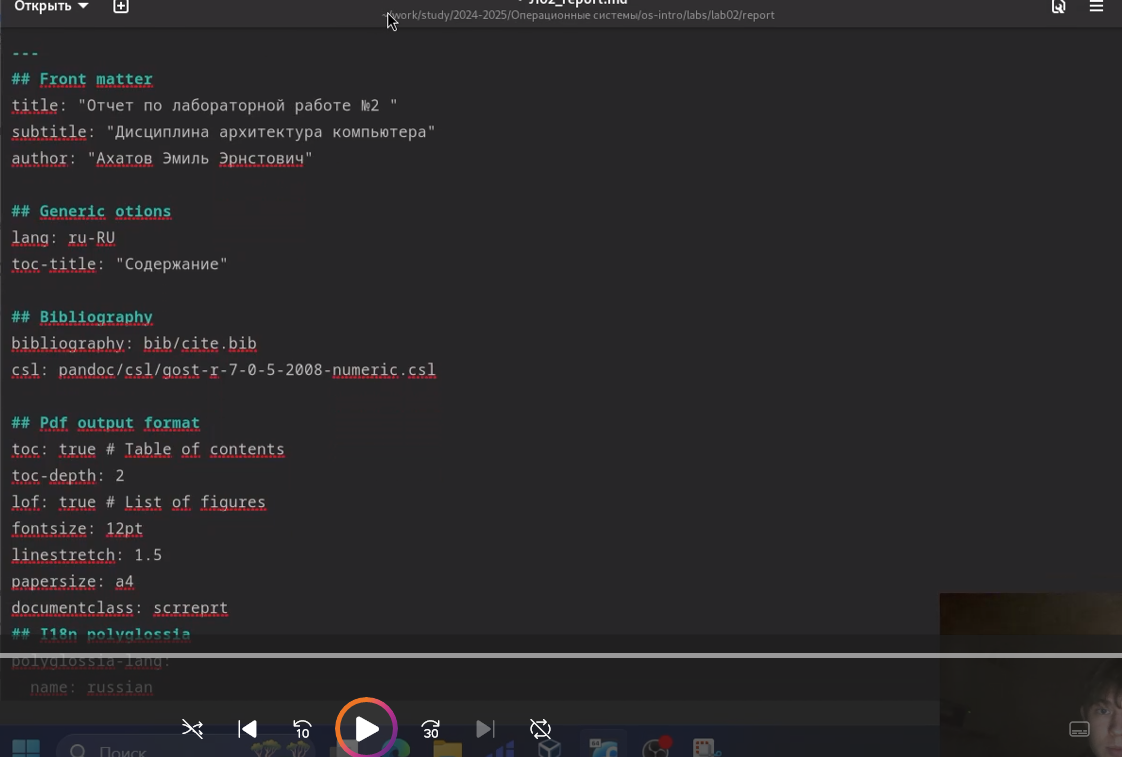 Открыть
Л02_report.md
~/work/study/2024-2025/Операционные системы/os-intro/labs/lab02/report
---
## Front matter
title: "Отчет по лабораторной работе №2 "
subtitle: "Дисциплина архитектура компьютера"
author: "Ахатов Эмиль Эрнстович"
## Generic otions
lang: ru-RU
toc-title: "Содержание"
## Bibliography
bibliography: bib/cite.bib
csl: pandoc/csl/gost-r-7-0-5-2008-numeric.csl
## Pdf output format
toc: true # Table of contents
toc-depth: 2
lof: true # List of figures
fontsize: 12pt
linestretch: 1.5
papersize: a4
documentclass: scrreprt
## I18n polyglossia
polyglossia-lang:
name: russian
10
30
Поиск